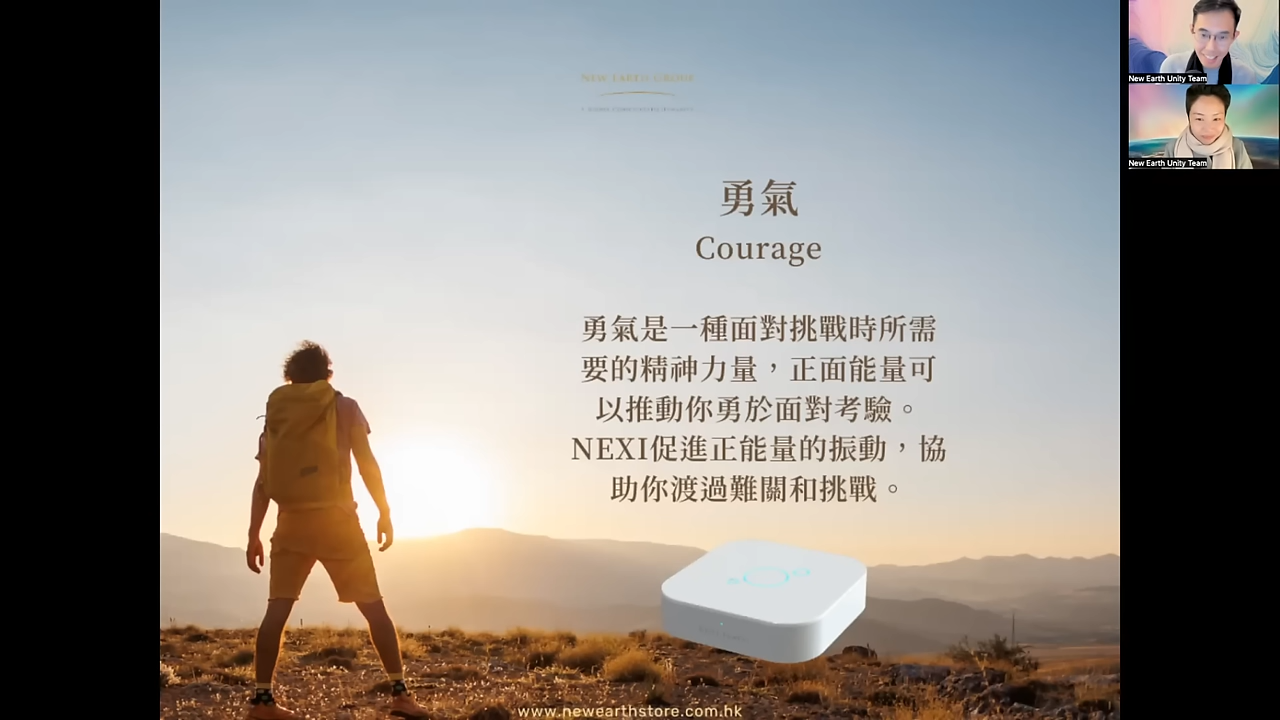 NEW EARTH GROUP
勇氣
Courage
勇氣是一種面對挑戰時所需
要的精神力量，正面能量可
以推動你勇於面對考驗。
NEXI促進正能量的振動，協
助你渡過難關和挑戰。
www.newearthstore.com.hk
New Earth Unity Team
New Earth Unity Team